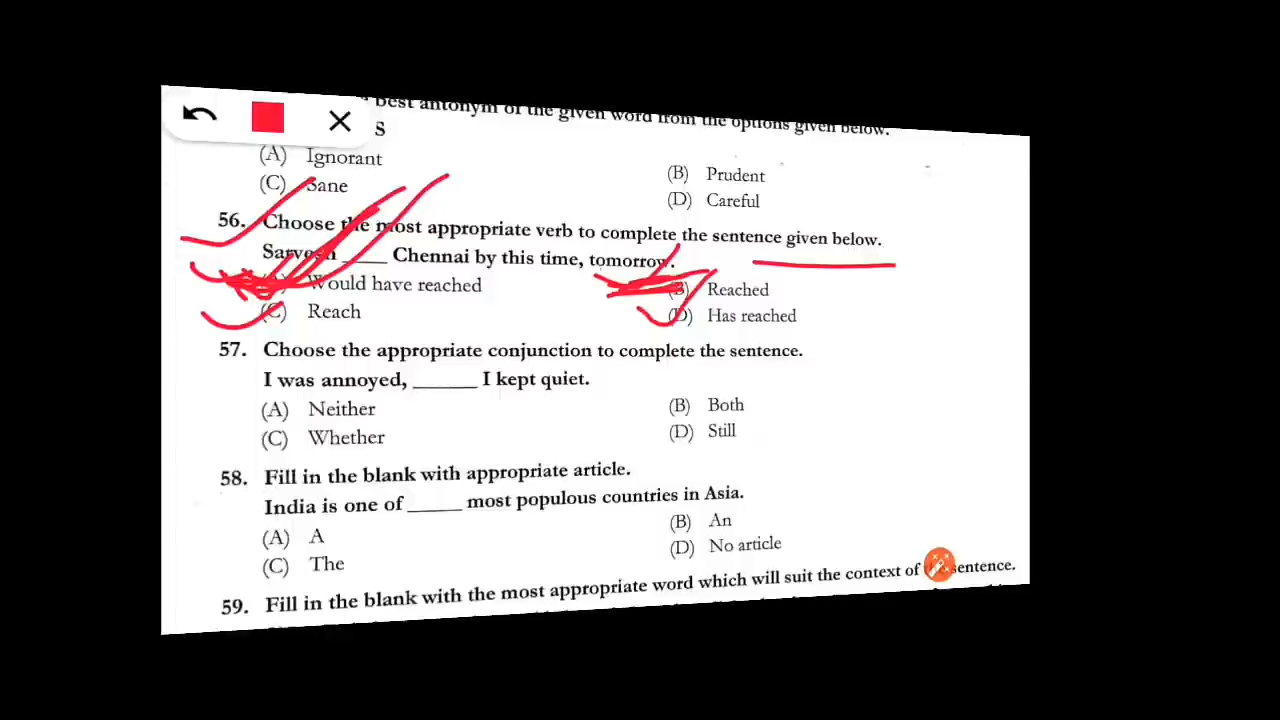 best antonym of the given word from the options given below.
S
(A) Ignorant
(B) Prudent
(C) Sane
(D) Careful
56. Choose the most appropriate verb to complete the sentence given below.
Sarvesh ____ Chennai by this time, tomorrow.
(A) Would have reached
(B) Reached
(C) Reach
(D) Has reached
57. Choose the appropriate conjunction to complete the sentence.
I was annoyed, ______ I kept quiet.
(A) Neither
(B) Both
(C) Whether
(D) Still
58. Fill in the blank with appropriate article.
India is one of _____ most populous countries in Asia.
(A) A
(B) An
(C) The
(D) No article
59. Fill in the blank with the most appropriate word which will suit the context of the sentence.